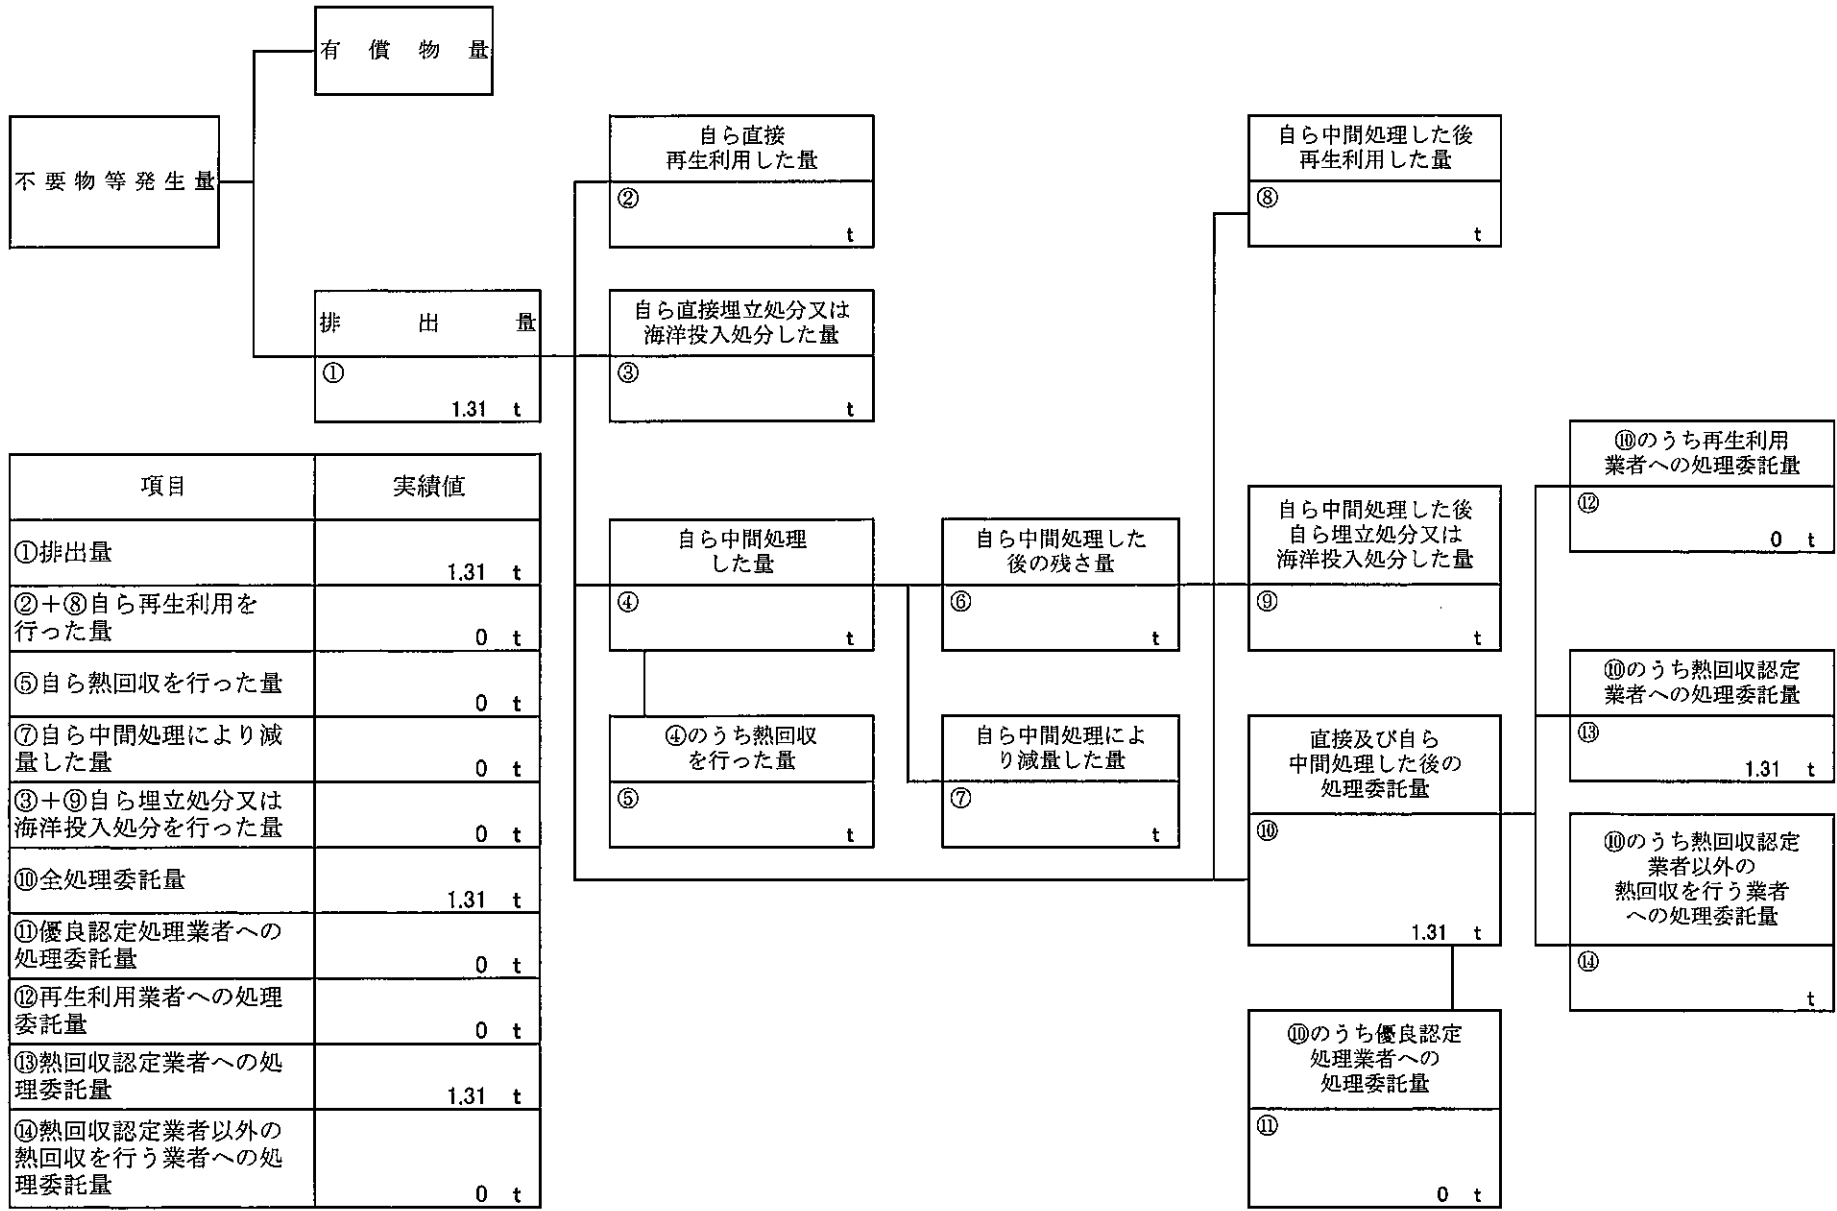 有償物量
不要物等発生量
排出量
①
1.31 t
自ら直接
再生利用した量
②
t
自ら直接埋立処分又は
海洋投入処分した量
③
t
自ら中間処理
した量
④
t
④のうち熱回収
を行った量
⑤
t
自ら中間処理した
後の残さ量
⑥
t
自ら中間処理によ
り減量した量
⑦
t
自ら中間処理した後
再生利用した量
⑧
t
自ら中間処理した後
自ら埋立処分又は
海洋投入処分した量
⑨
t
直接及び自ら
中間処理した後の
処理委託量
⑩
1.31 t
⑩のうち優良認定
処理業者への
処理委託量
⑪
0 t
⑩のうち再生利用
業者への処理委託量
⑫
0 t
⑩のうち熱回収認定
業者への処理委託量
⑬
1.31 t
⑩のうち熱回収認定
業者以外の
熱回収を行う業者
への処理委託量
⑭
t
項目 実績値
①排出量
1.31 t
②+⑧自ら再生利用を
行った量
0 t
⑤自ら熱回収を行った量
0 t
⑦自ら中間処理により減
量した量
0 t
③+⑨自ら埋立処分又は
海洋投入処分を行った量
0 t
⑩全処理委託量
1.31 t
⑪優良認定処理業者への
処理委託量
0 t
⑫再生利用業者への処理
委託量
0 t
⑬熱回収認定業者への処
理委託量
1.31 t
⑭熱回収認定業者以外の
熱回収を行う業者への処
理委託量
0 t